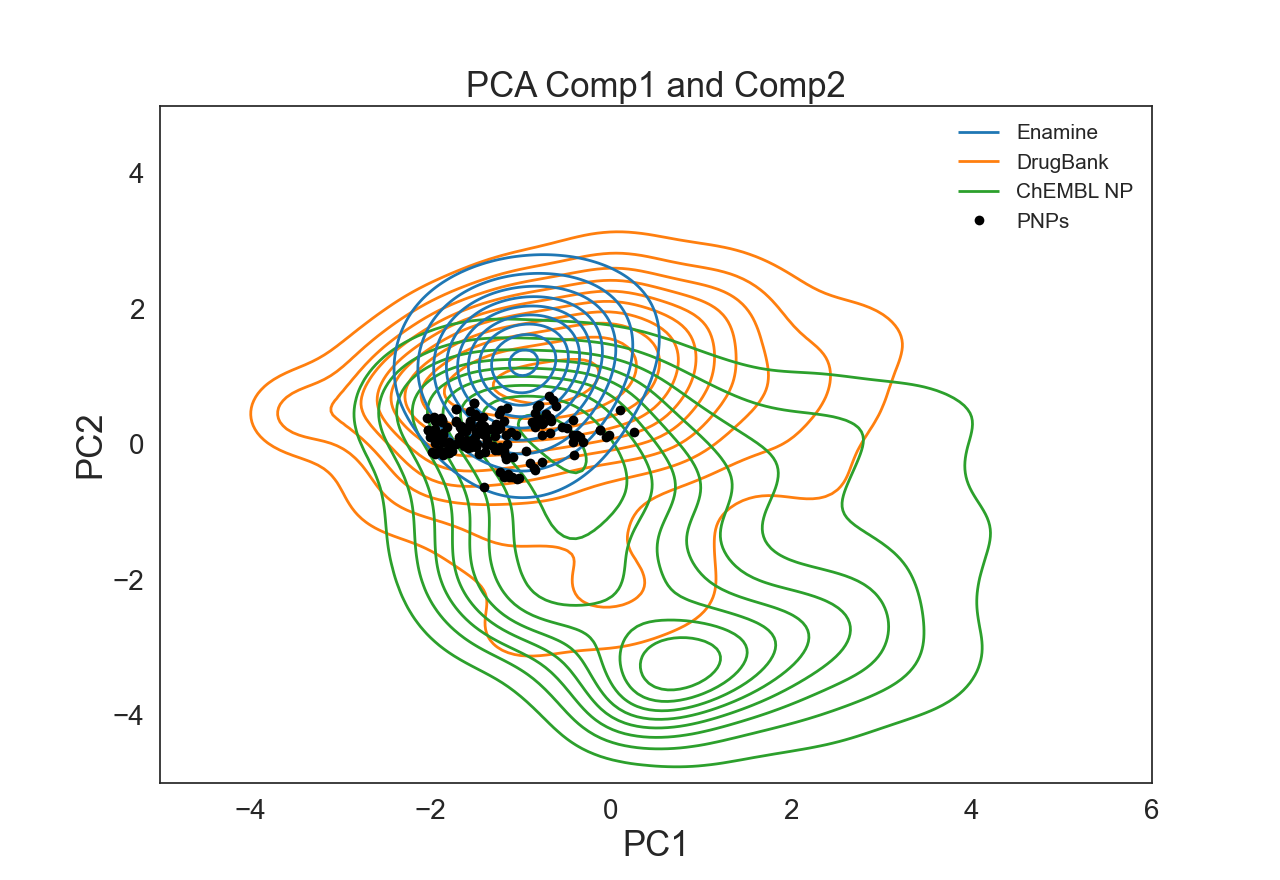 PCA Comp1 and Comp2
Enamine
DrugBank
ChEMBL NP
PNPs
4
2
0
−2
−4
PC2
−4
−2
0
2
4
6
PC1